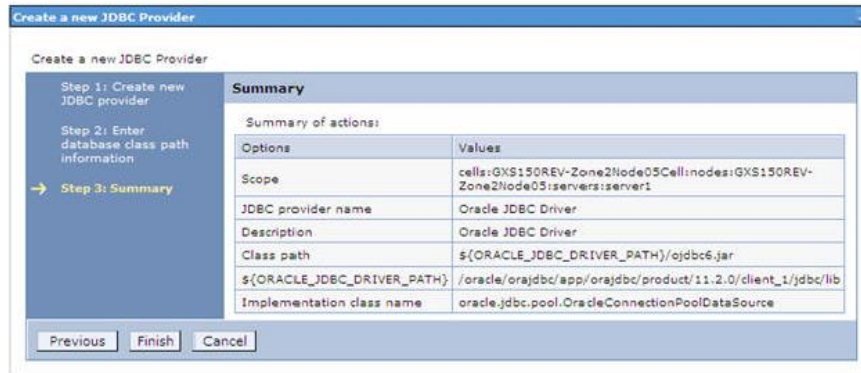 Create a new JDBC Provider
Create a new JDBC Provider
Step 1: Create new
JDBC provider
Step 2: Enter
database class path
information
Step 3: Summary
Summary
Summary of actions:
Options Values
Scope cells:GXS150REV-Zone2Node05Cell:nodes:GXS150REV-
Zone2Node05:servers:server1
JDBC provider name Oracle JDBC Driver
Description Oracle JDBC Driver
Class path ${ORACLE_JDBC_DRIVER_PATH}/ojdbc6.jar
${ORACLE_JDBC_DRIVER_PATH} /oracle/orajdbc/app/orajdbc/product/11.2.0/client_1/jdbc/lib
Implementation class name oracle.jdbc.pool.OracleConnectionPoolDataSource
Previous Finish Cancel